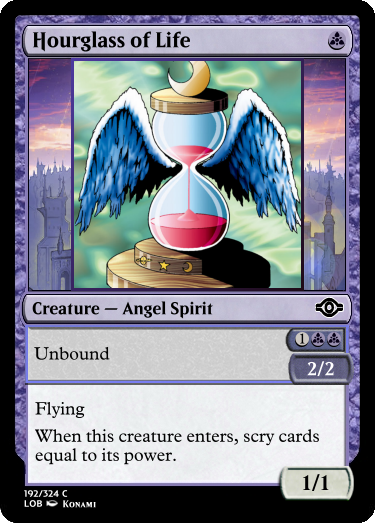 Hourglass of Life
Creature — Angel Spirit
1
Unbound
2/2
Flying
When this creature enters, scry cards
equal to its power.
1/1
192/324 C
LOB Konami